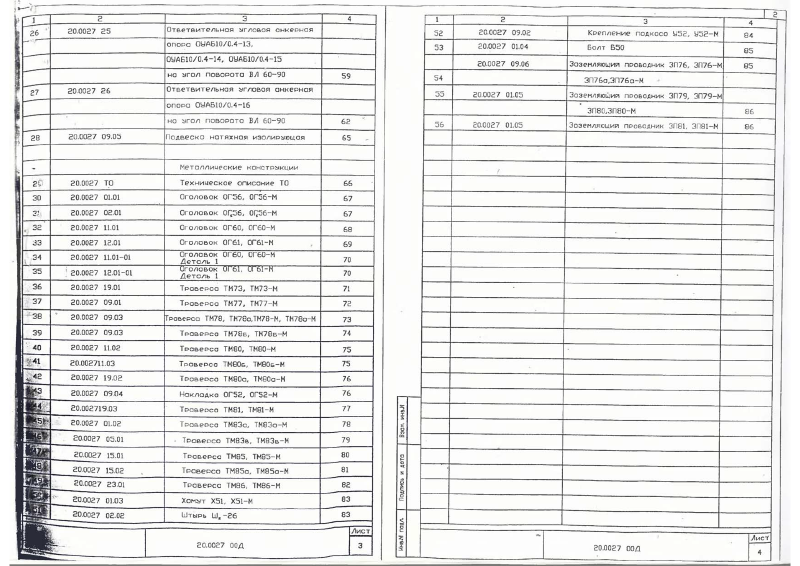 1 2 3 4
26 20.0027 25 Ответвительная угловая анкерная
опора ОУАБ10/0.4-13,
ОУАБ10/0.4-14, ОУАБ10/0.4-15
на угол поворота ВЛ 60-90 59
27 20.0027 26 Ответвительная угловая анкерная
опора ОУАБ10/0.4-16
на угол поворота ВЛ 60-90 62
28 20.0027 09.05 Подвеска натяжная изолирующая 65
Металлические конструкции
29 20.0027 ТО Техническое описание ТО 66
30 20.0027 01.01 Оголовок ОГ56, ОГ56-М 67
31 20.0027 02.01 Оголовок ОГ56, ОГ56-М 67
32 20.0027 11.01 Оголовок ОГ60, ОГ60-М 68
33 20.0027 12.01 Оголовок ОГ61, ОГ61-М 69
34 20.0027 11.01-01 Оголовок ОГ60, ОГ60-М
Деталь 1 70
35 20.0027 12.01-01 Оголовок ОГ61, ОГ61-М
Деталь 1 70
36 20.0027 19.01 Траверса ТМ73, ТМ73-М 71
37 20.0027 09.01 Траверса ТМ77, ТМ77-М 72
38 20.0027 09.03 Траверса ТМ78, ТМ78а,ТМ78-М, ТМ78а-М 73
39 20.0027 09.03 Траверса ТМ78в, ТМ78в-М 74
40 20.0027 11.02 Траверса ТМ80, ТМ80-М 75
41 20.002711.03 Траверса ТМ80б, ТМ80б-М 75
42 20.0027 19.02 Траверса ТМ80а, ТМ80а-М 76
43 20.0027 09.04 Накладка ОГ52, ОГ52-М 76
44 20.002719.03 Траверса ТМ81, ТМ81-М 77
45 20.0027 01.02 Траверса ТМ83а, ТМ83а-М 78
46 20.0027 05.01 Траверса ТМ83в, ТМ83в-М 79
47 20.0027 15.01 Траверса ТМ85, ТМ85-М 80
48 20.0027 15.02 Траверса ТМ85а, ТМ85а-М 81
49 20.0027 23.01 Траверса ТМ86, ТМ86-М 82
20.0027 01.03 Хомут Х51, Х51-М 83
20.0027 02.02 Штырь Ш -26 83
20.0027 00Д
Лист
3
2
1 2 3 4
52 20.0027 09.02 Крепление подкоса У52, У52-М 84
53 20.0027 01.04 Болт Б50 85
20.0027 09.06 Заземляющий проводник ЗП76, ЗП76-М 85
54 ЗП76а,ЗП76а-М
55 20.0027 01.05 Заземляющий проводник ЗП79, ЗП79-М
ЗП80,ЗП80-М 86
56 20.0027 01.05 Заземляющий проводник ЗП81, ЗП81-М 86
Взам. инв.N
Подпись и дата
Инв.N подл.
20.0027 00Д
Лист
4